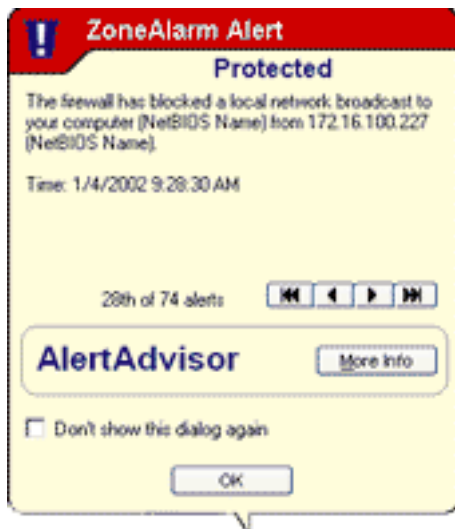 ZoneAlarm Alert
Protected
The firewall has blocked a local network broadcast to
your computer (NetBIOS Name) from 172.16.100.227
(NetBIOS Name).
Time: 1/4/2002 9:28:30 AM
28th of 74 alerts
AlertAdvisor
More Info
Don't show this dialog again
OK